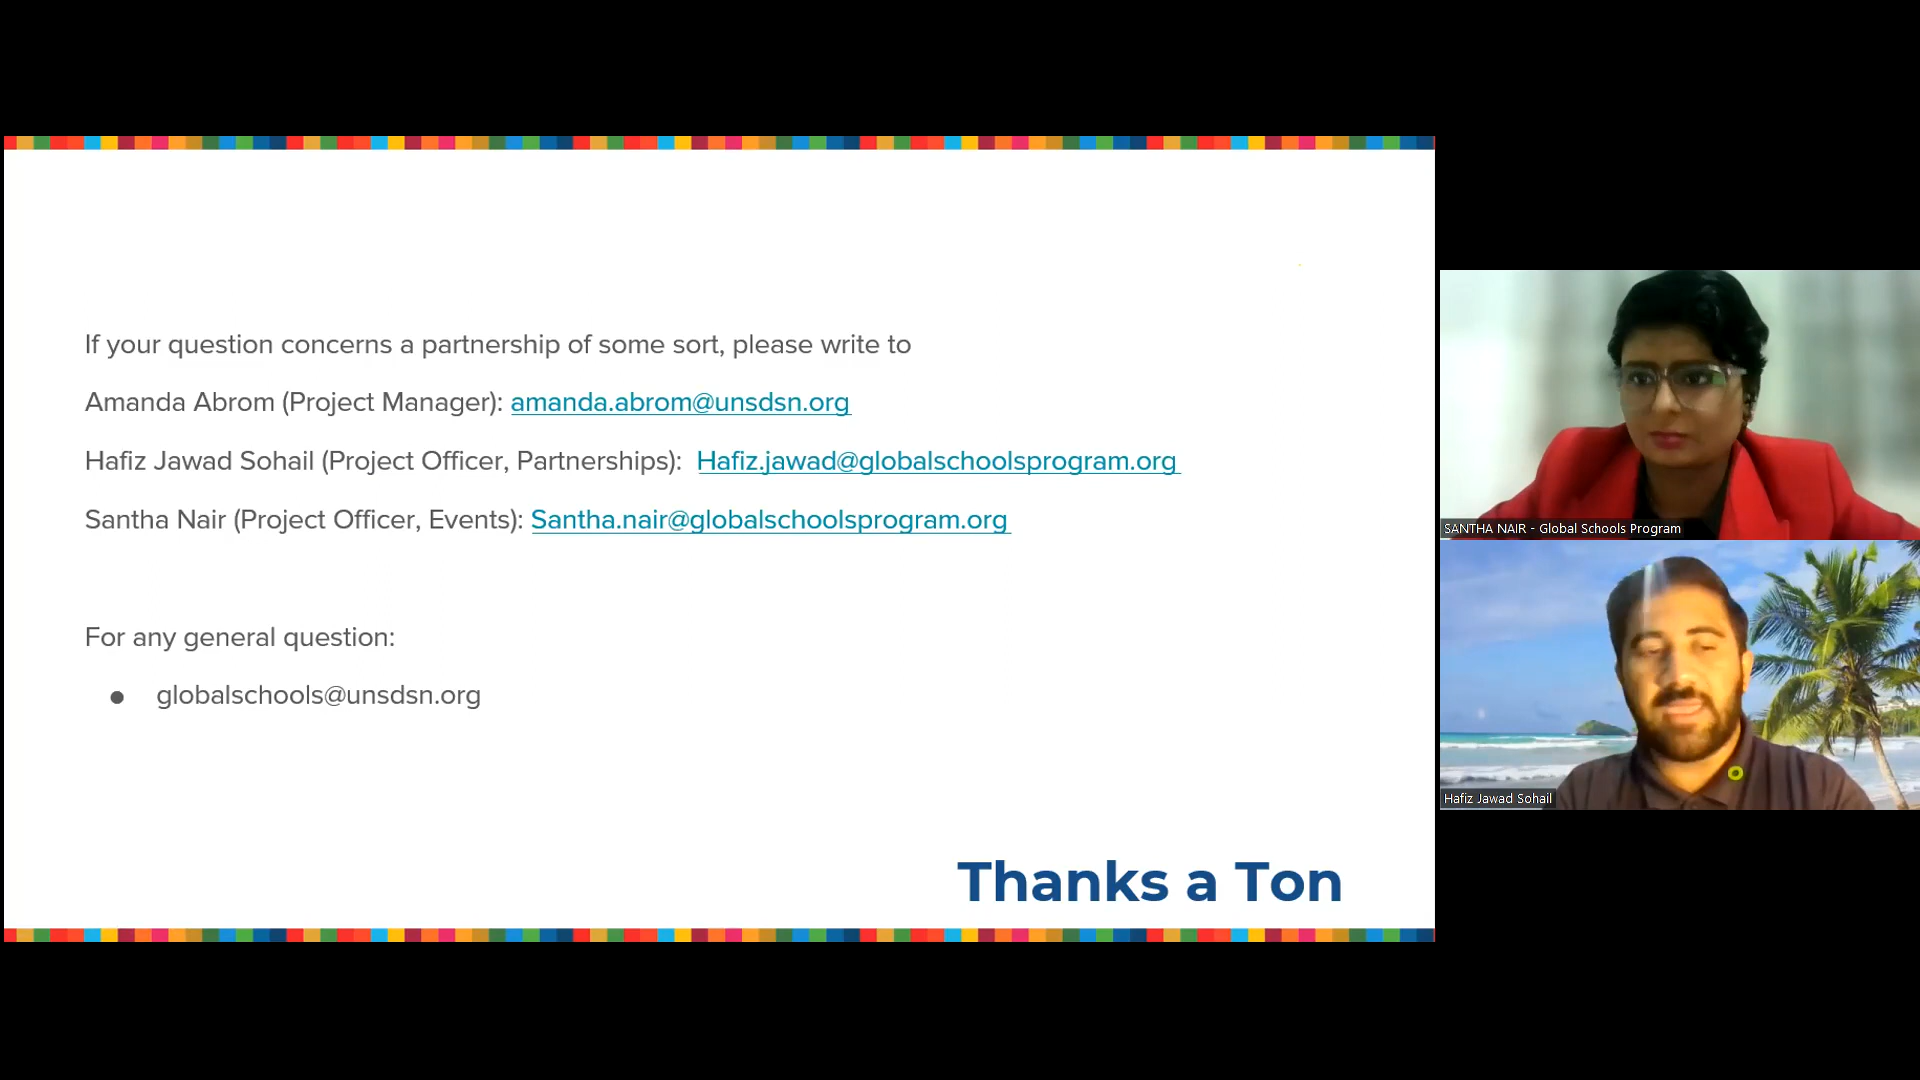 If your question concerns a partnership of some sort, please write to
Amanda Abrom (Project Manager): amanda.abrom@unsdsn.org
Hafiz Jawad Sohail (Project Officer, Partnerships): Hafiz.jawad@globalschoolsprogram.org
Santha Nair (Project Officer, Events): Santha.nair@globalschoolsprogram.org
For any general question:
● globalschools@unsdsn.org
Thanks a Ton
SANTHA NAIR - Global Schools Program
Hafiz Jawad Sohail